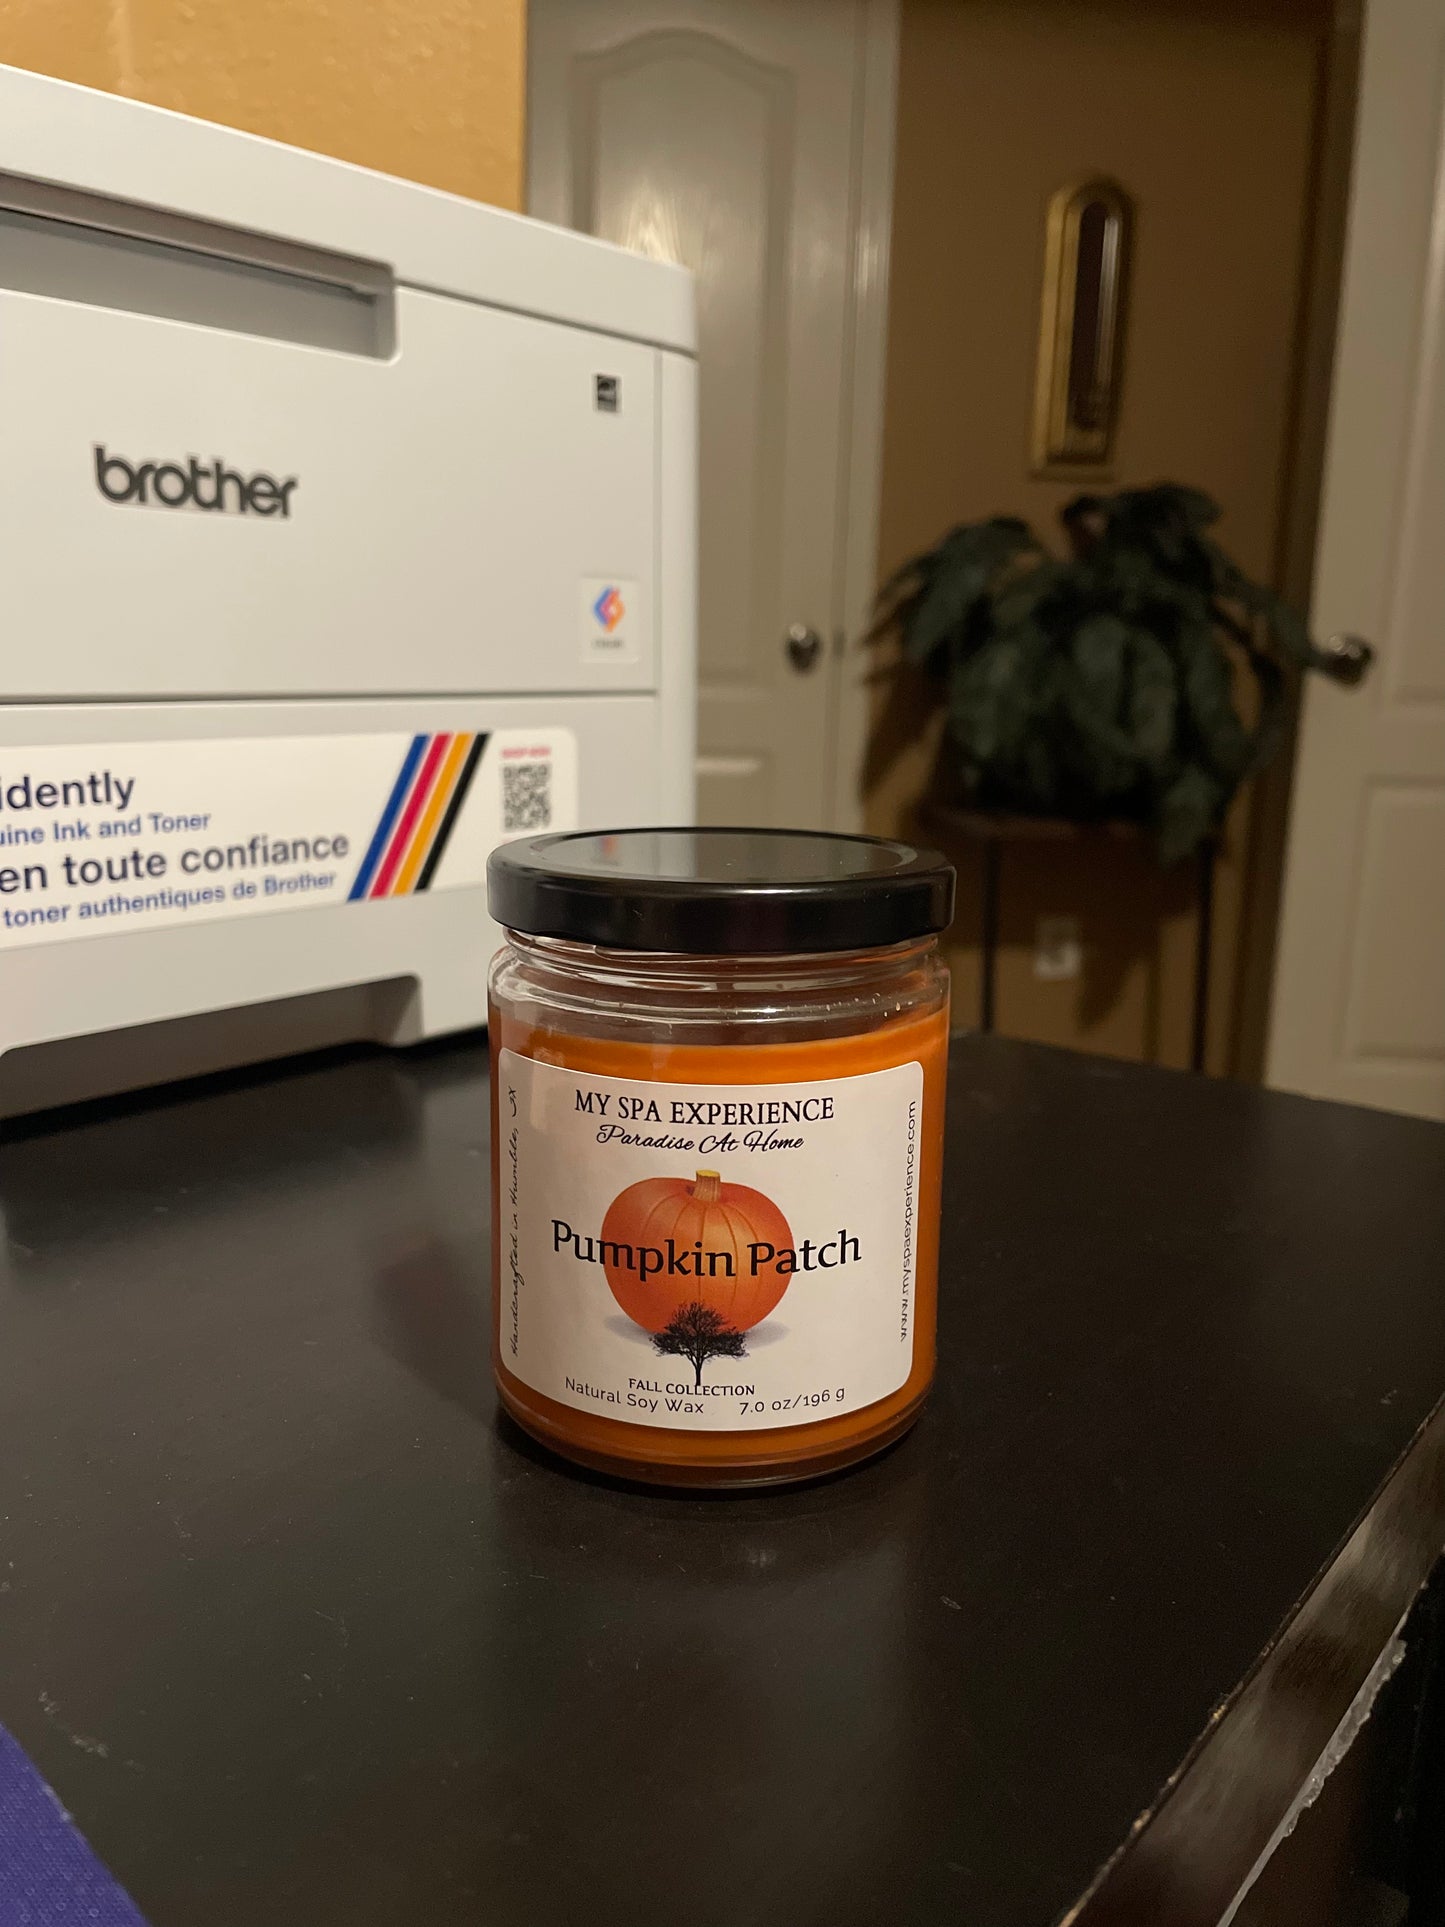 brother
idently
uine Ink and Toner
en toute confiance
toner authentiques de Brother
MY SPA EXPERIENCE
Paradise At Home
Pumpkin Patch
FALL COLLECTION
Natural Soy Wax 7.0 oz/196 g
Handcrafted in Humble, TX
www.myspaexperience.com